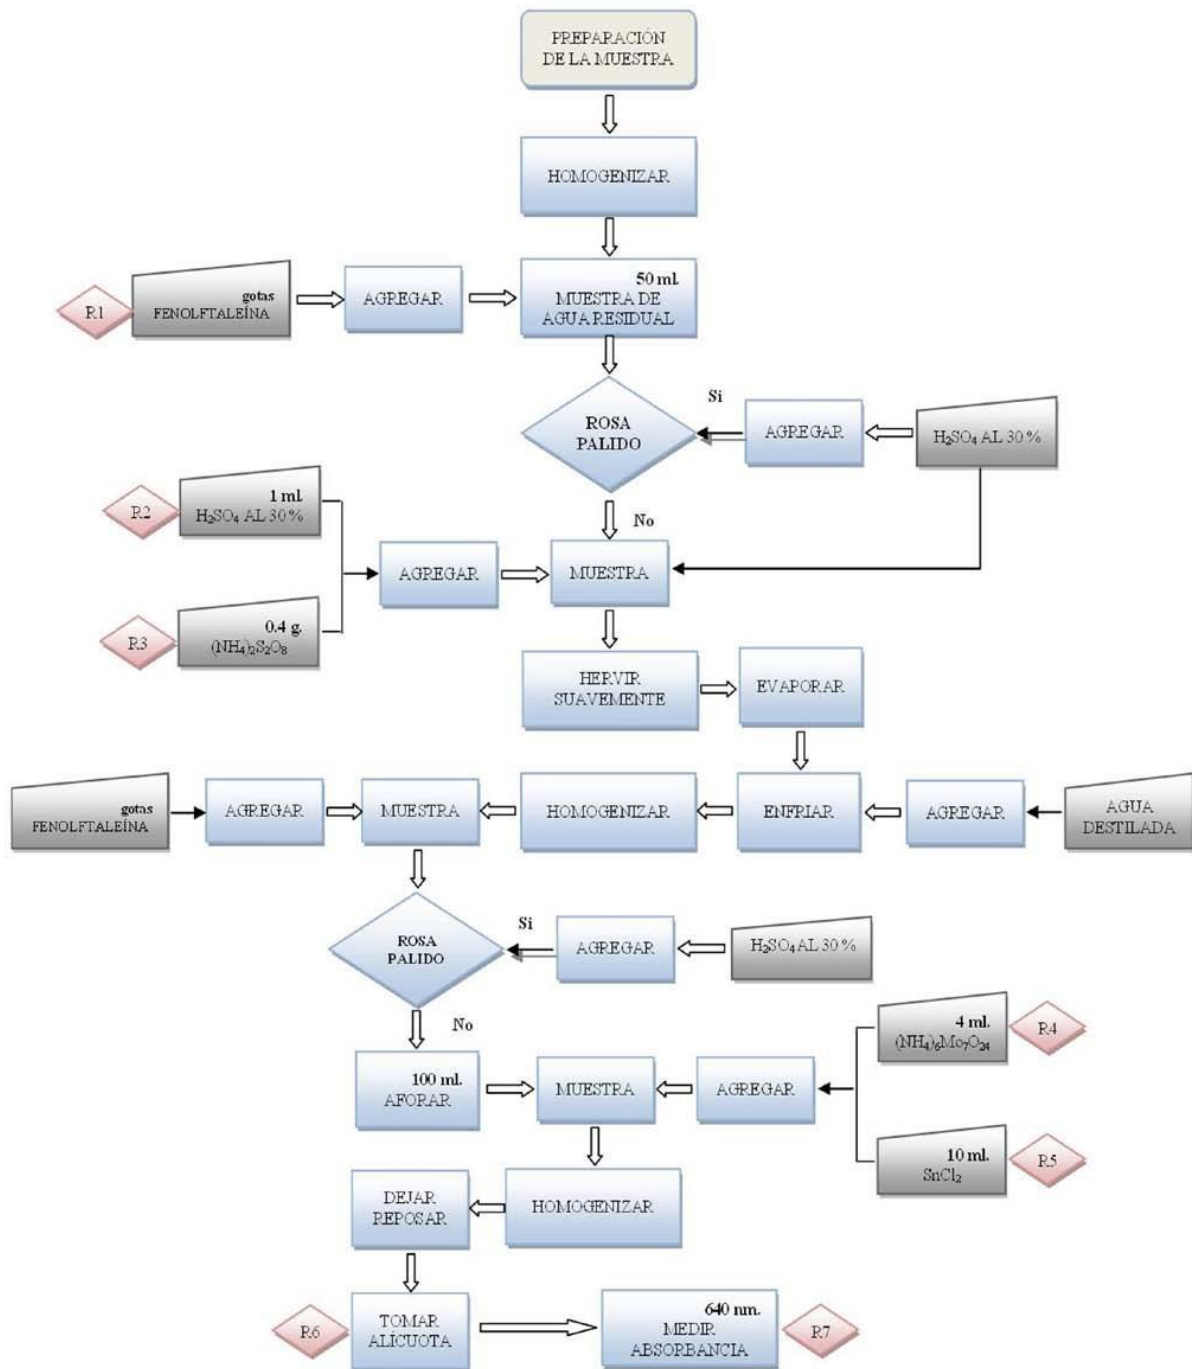 PREPARACIÓN
DE LA MUESTRA
HOMOGENIZAR
R1
gotas
FENOLFTALEÍNA
AGREGAR
50 ml.
MUESTRA DE
AGUA RESIDUAL
ROSA
PALIDO
Si
AGREGAR
H₂SO₄ AL 30 %
No
R2
1 ml.
H₂SO₄ AL 30 %
R3
0.4 g.
(NH₄)₂S₂O₈
AGREGAR
MUESTRA
HERVIR
SUAVEMENTE
EVAPORAR
gotas
FENOLFTALEÍNA
AGREGAR
MUESTRA
HOMOGENIZAR
ENFRIAR
AGREGAR
AGUA
DESTILADA
ROSA
PALIDO
Si
AGREGAR
H₂SO₄ AL 30 %
No
100 ml.
AFORAR
MUESTRA
AGREGAR
4 ml.
(NH₄)₆Mo₇O₂₄
R4
10 ml.
SnCl₂
R5
DEJAR
REPOSAR
HOMOGENIZAR
R6
TOMAR
ALÍCUOTA
640 nm.
MEDIR
ABSORBANCIA
R7